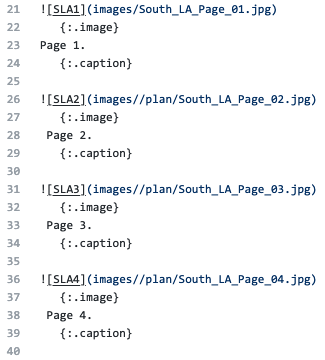 21 ![SLA1](images/South_LA_Page_01.jpg)
22    {:.image}
23 Page 1.
24    {:.caption}
25
26 ![SLA2](images//plan/South_LA_Page_02.jpg)
27    {:.image}
28  Page 2.
29    {:.caption}
30
31 ![SLA3](images//plan/South_LA_Page_03.jpg)
32    {:.image}
33  Page 3.
34    {:.caption}
35
36 ![SLA4](images//plan/South_LA_Page_04.jpg)
37    {:.image}
38  Page 4.
39    {:.caption}
40